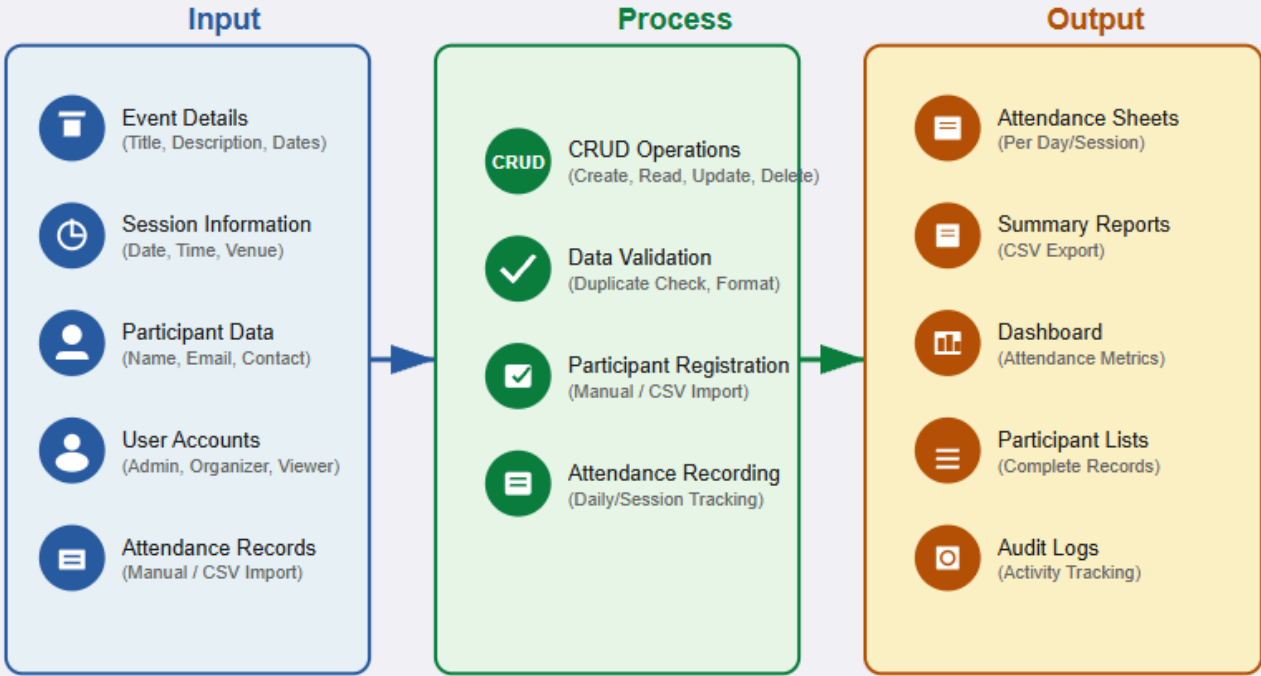 Input
Event Details
(Title, Description, Dates)
Session Information
(Date, Time, Venue)
Participant Data
(Name, Email, Contact)
User Accounts
(Admin, Organizer, Viewer)
Attendance Records
(Manual / CSV Import)
Process
CRUD
CRUD Operations
(Create, Read, Update, Delete)
Data Validation
(Duplicate Check, Format)
Participant Registration
(Manual / CSV Import)
Attendance Recording
(Daily/Session Tracking)
Output
Attendance Sheets
(Per Day/Session)
Summary Reports
(CSV Export)
Dashboard
(Attendance Metrics)
Participant Lists
(Complete Records)
Audit Logs
(Activity Tracking)